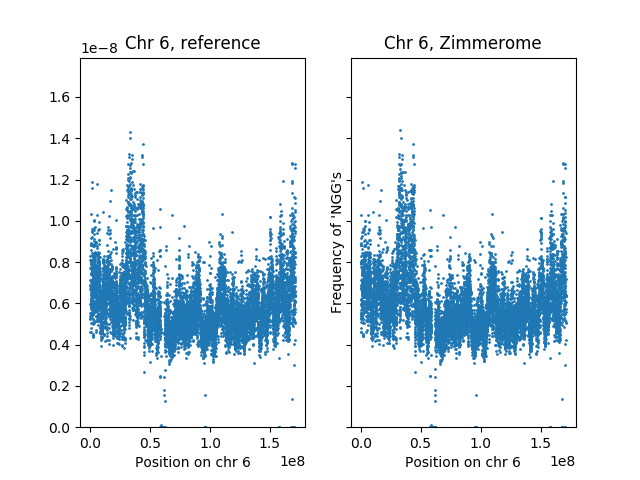 1e−8
Chr 6, reference
Chr 6, Zimmerome
1.6
1.4
1.2
1.0
0.8
0.6
0.4
0.2
0.0
Frequency of 'NGG's
0.0 0.5 1.0 1.5
1e8
Position on chr 6
0.0 0.5 1.0 1.5
1e8
Position on chr 6